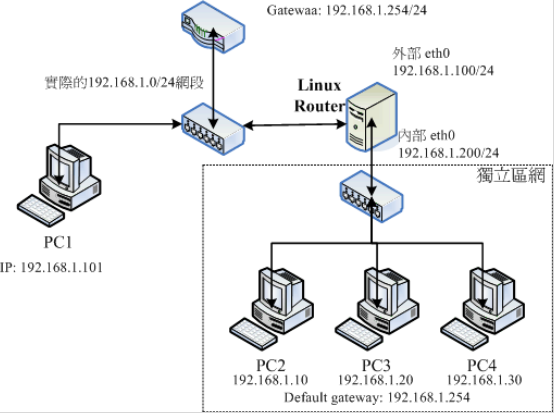 Gatewaa: 192.168.1.254/24
外部 eth0
192.168.1.100/24
實際的192.168.1.0/24網段
Linux
Router
內部 eth0
192.168.1.200/24
獨立區網
PC1
IP: 192.168.1.101
PC2
192.168.1.10
PC3
192.168.1.20
PC4
192.168.1.30
Default gateway: 192.168.1.254